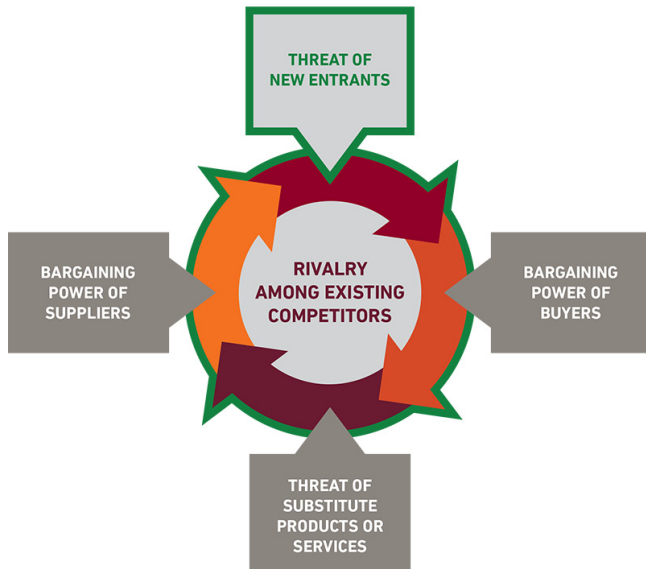 THREAT OF
NEW ENTRANTS
BARGAINING
POWER OF
SUPPLIERS
RIVALRY
AMONG EXISTING
COMPETITORS
BARGAINING
POWER OF
BUYERS
THREAT OF
SUBSTITUTE
PRODUCTS OR
SERVICES